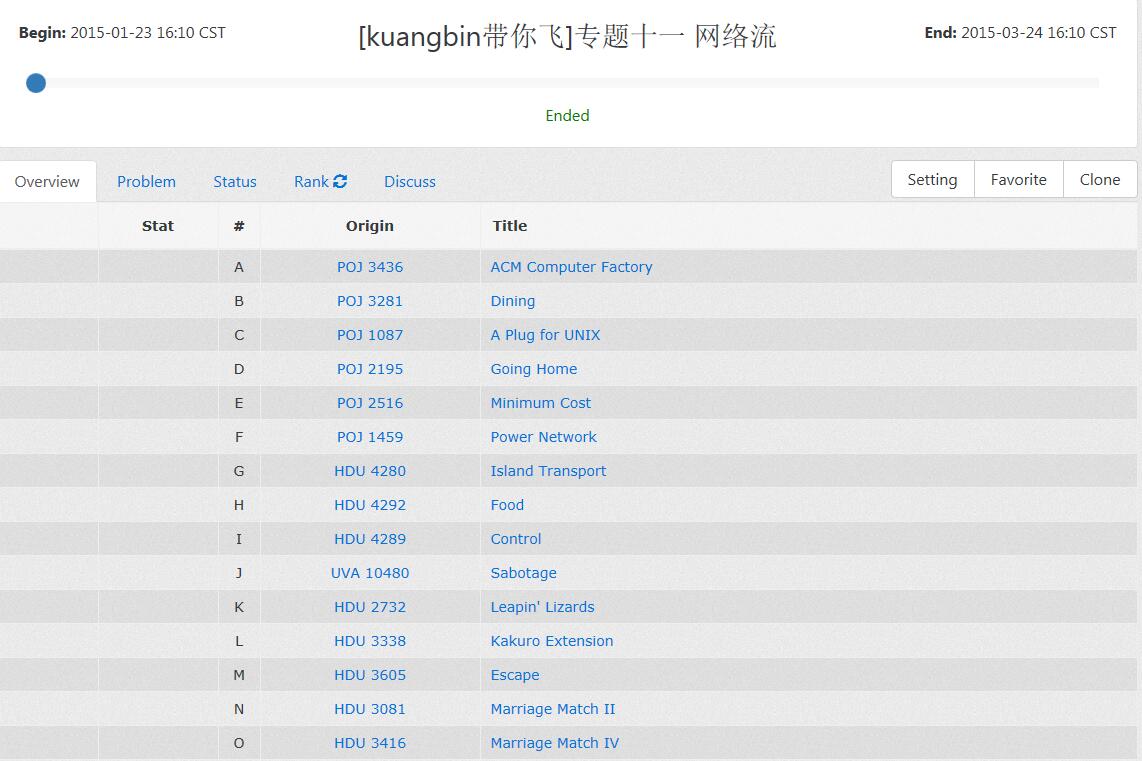 Begin: 2015-01-23 16:10 CST [kuangbin带你飞]专题十一 网络流 End: 2015-03-24 16:10 CST
Ended
Overview Problem Status Rank Discuss Setting Favorite Clone
Stat # Origin Title
A POJ 3436 ACM Computer Factory
B POJ 3281 Dining
C POJ 1087 A Plug for UNIX
D POJ 2195 Going Home
E POJ 2516 Minimum Cost
F POJ 1459 Power Network
G HDU 4280 Island Transport
H HDU 4292 Food
I HDU 4289 Control
J UVA 10480 Sabotage
K HDU 2732 Leapin' Lizards
L HDU 3338 Kakuro Extension
M HDU 3605 Escape
N HDU 3081 Marriage Match II
O HDU 3416 Marriage Match IV